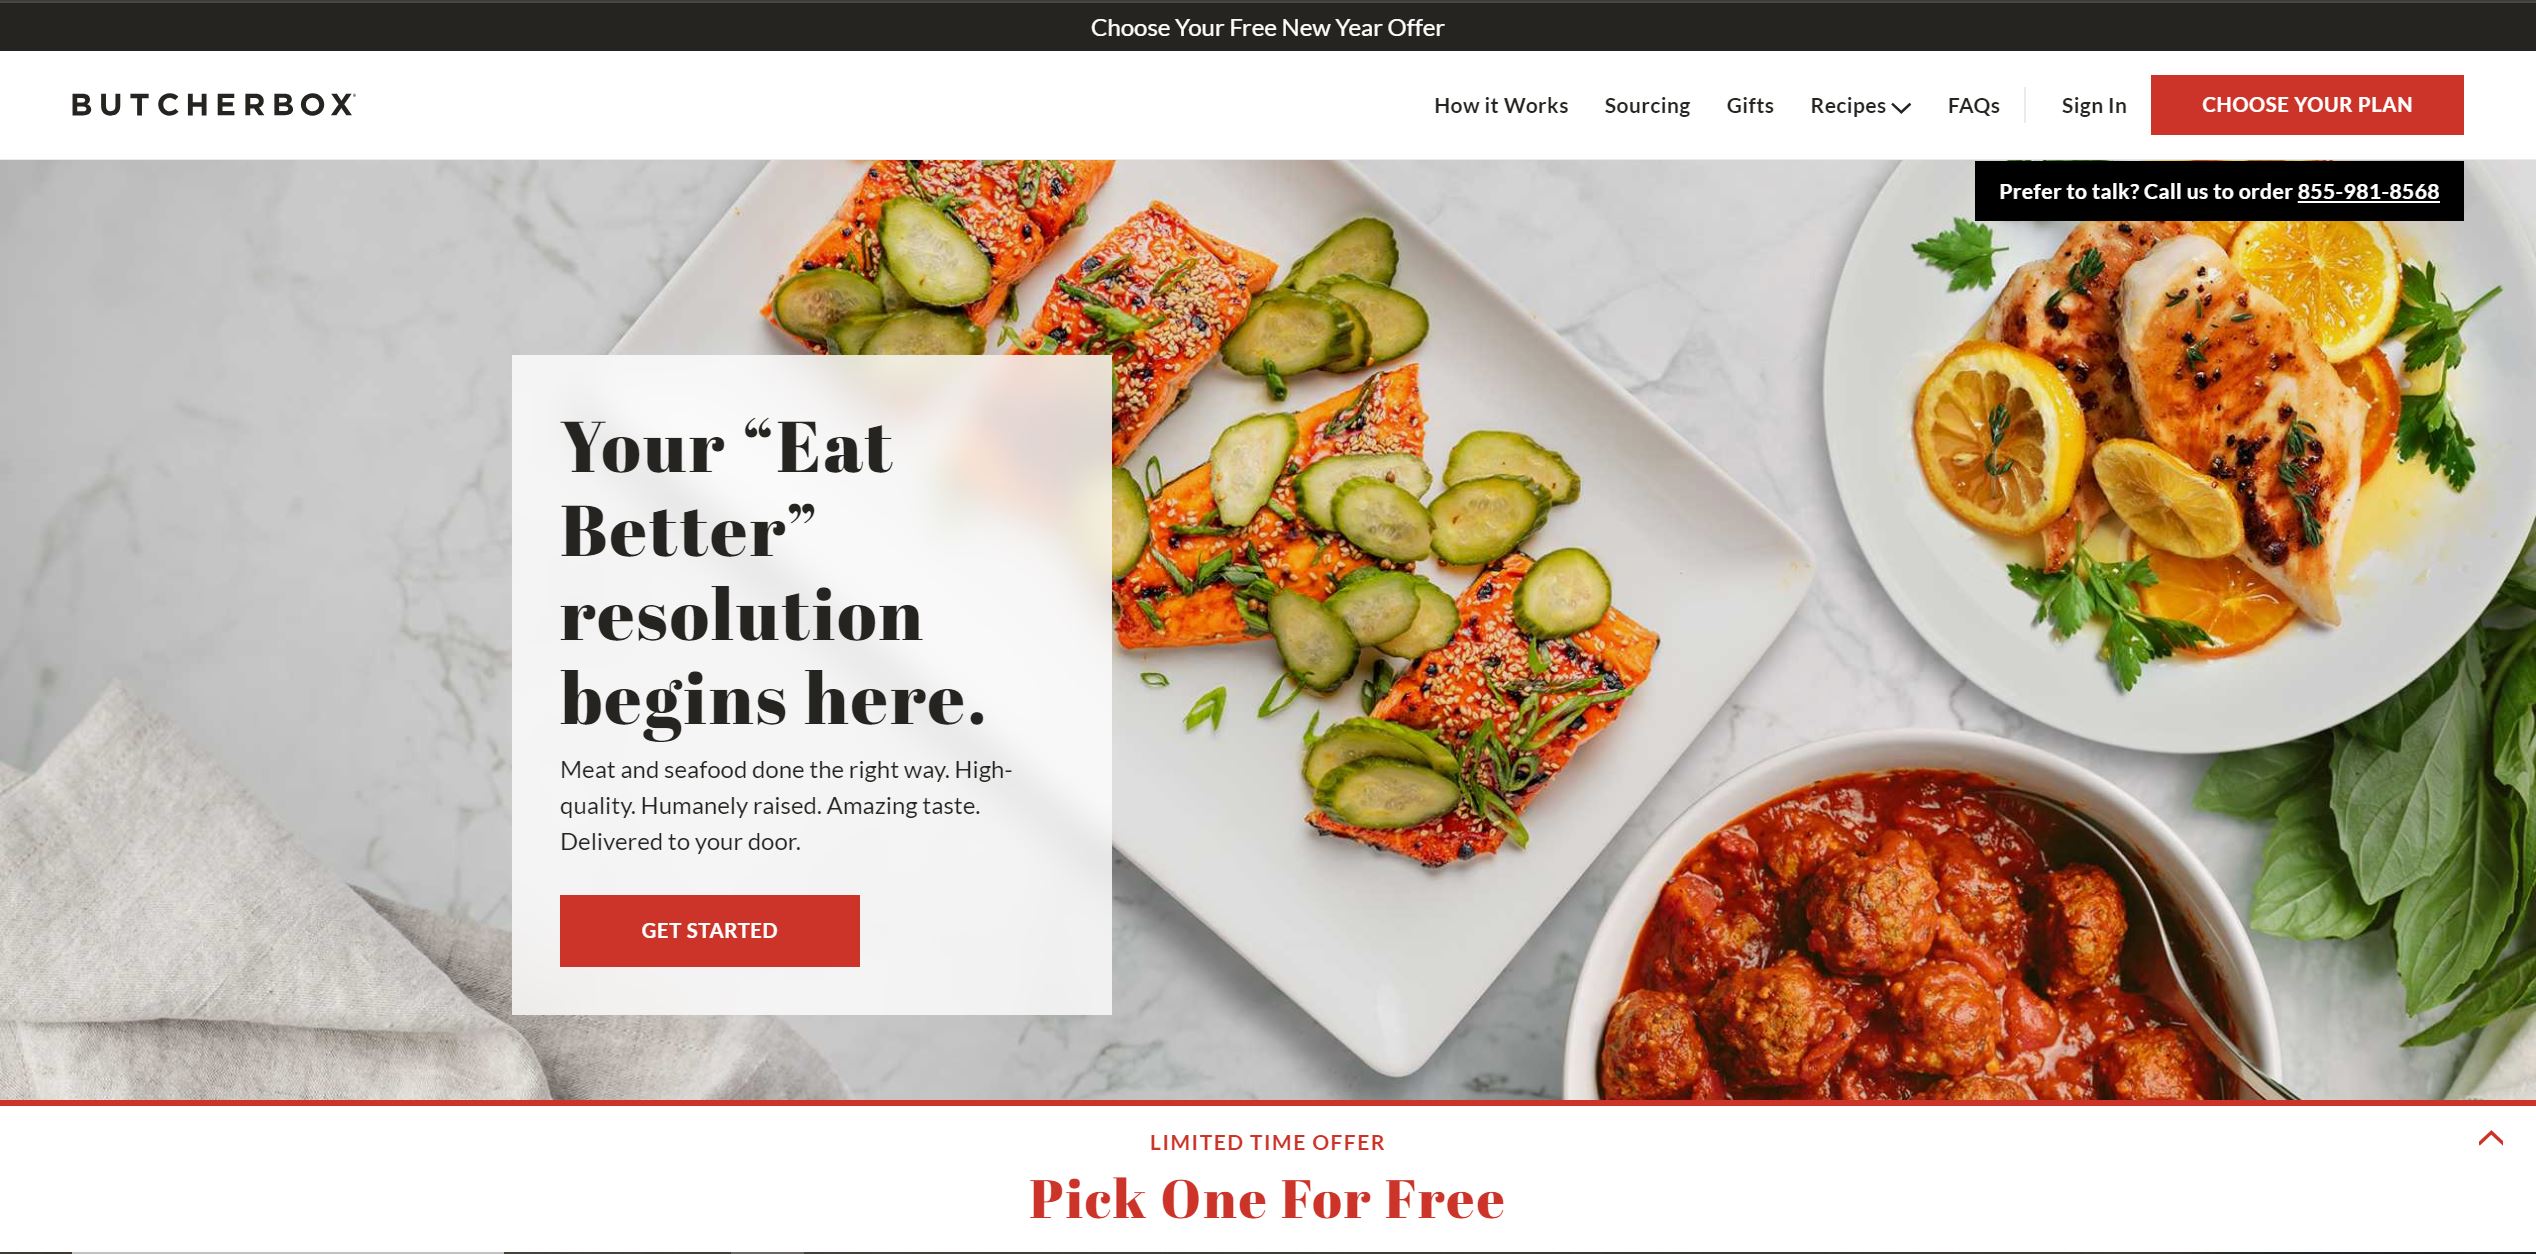 Choose Your Free New Year Offer
BUTCHERBOX
How it Works Sourcing Gifts Recipes FAQs Sign In CHOOSE YOUR PLAN
Prefer to talk? Call us to order 855-981-8568
Your “Eat
Better”
resolution
begins here.
Meat and seafood done the right way. High-
quality. Humanely raised. Amazing taste.
Delivered to your door.
GET STARTED
LIMITED TIME OFFER
Pick One For Free